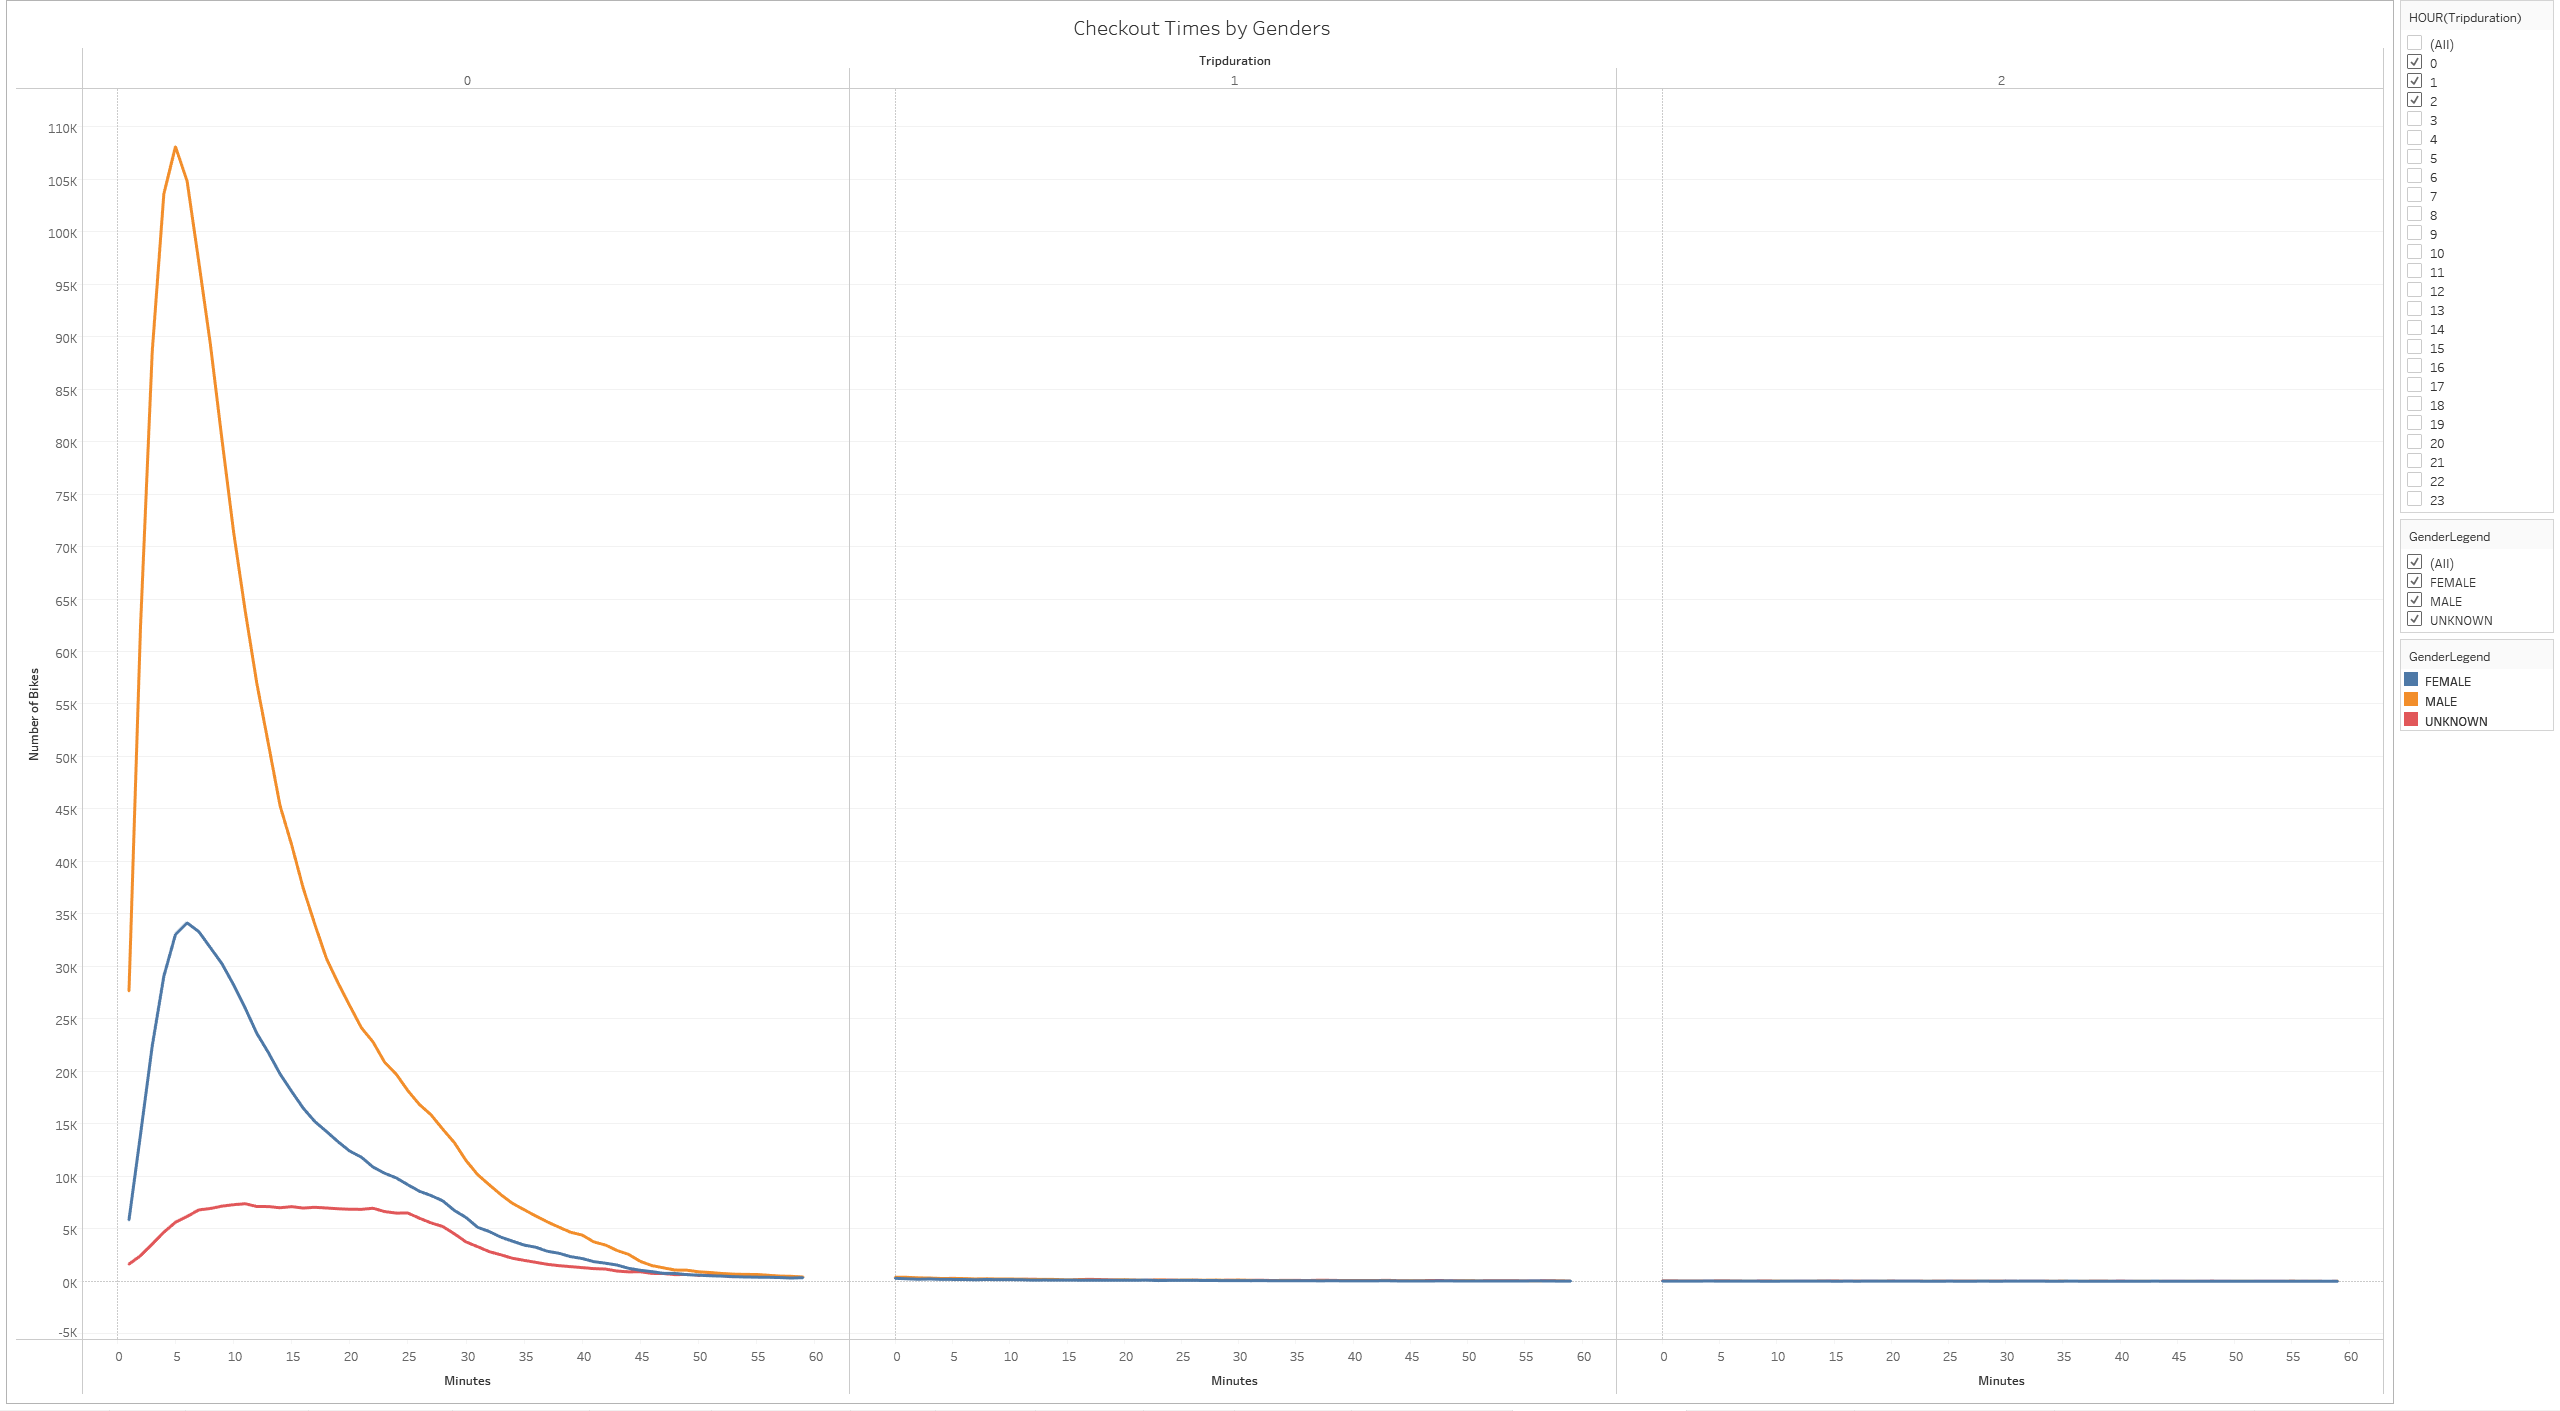 Checkout Times by Genders
Tripduration
0 1 2
110K
105K
100K
95K
90K
85K
80K
75K
70K
65K
60K
55K
50K
45K
40K
35K
30K
25K
20K
15K
10K
5K
0K
-5K
Number of Bikes
0 5 10 15 20 25 30 35 40 45 50 55 60
Minutes
0 5 10 15 20 25 30 35 40 45 50 55 60
Minutes
0 5 10 15 20 25 30 35 40 45 50 55 60
Minutes
HOUR(Tripduration)
(All)
0
1
2
3
4
5
6
7
8
9
10
11
12
13
14
15
16
17
18
19
20
21
22
23
GenderLegend
(All)
FEMALE
MALE
UNKNOWN
GenderLegend
FEMALE
MALE
UNKNOWN